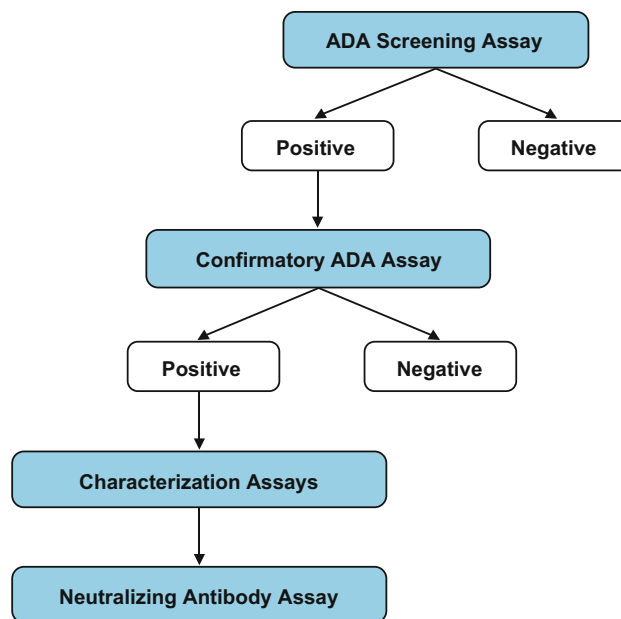 ADA Screening Assay
Positive
Negative
Confirmatory ADA Assay
Positive
Negative
Characterization Assays
Neutralizing Antibody Assay